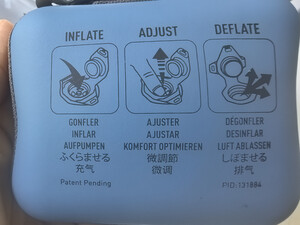 INFLATE ADJUST DEFLATE
GONFLER AJUSTER DÉGONFLER
INFLAR AJUSTAR DESINFLAR
AUFPUMPEN KOMFORT OPTIMIEREN LUFT ABLASSEN
ふくらませる 微調節 しぼませる
充气 微调 排气
Patent Pending PID-131004